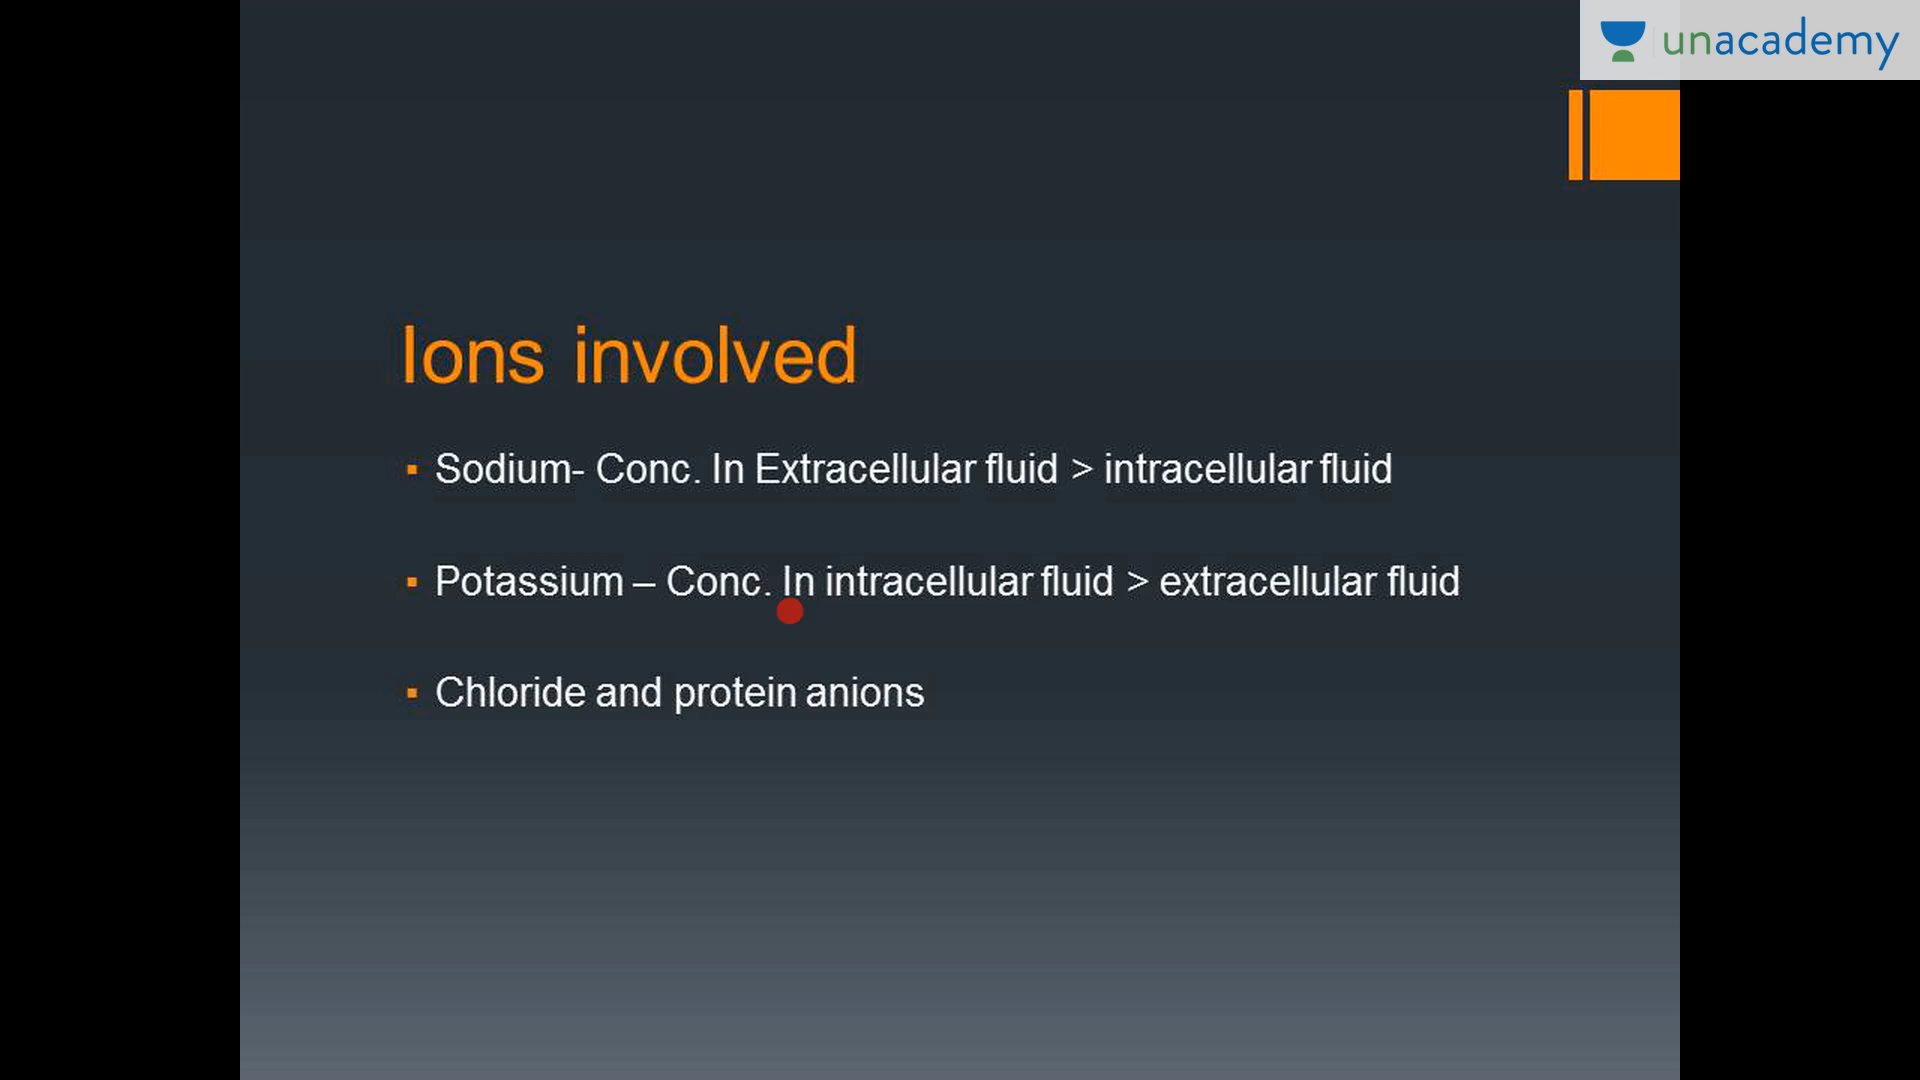 unacademy
Ions involved
Sodium- Conc. In Extracellular fluid > intracellular fluid
Potassium – Conc. In intracellular fluid > extracellular fluid
Chloride and protein anions